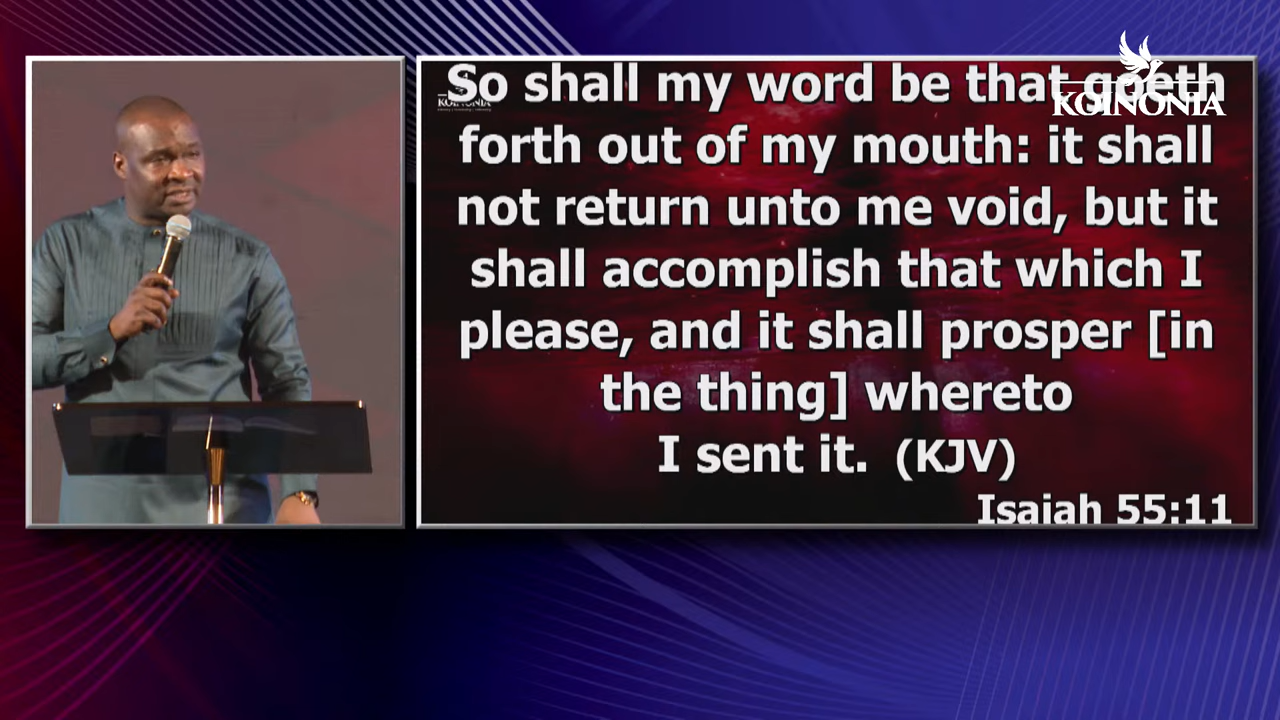 So shall my word be that goeth
forth out of my mouth: it shall
not return unto me void, but it
shall accomplish that which I
please, and it shall prosper [in
the thing] whereto
I sent it. (KJV)
Isaiah 55:11
KOINONIA
KOINONIA